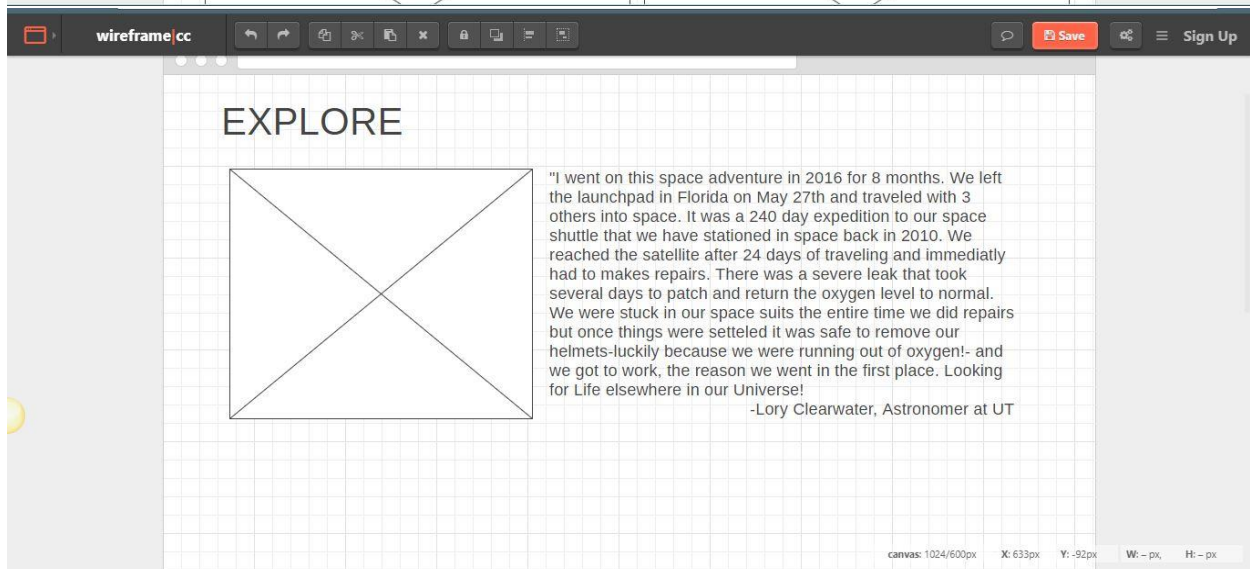 wireframe|cc Save Sign Up
EXPLORE
"I went on this space adventure in 2016 for 8 months. We left
the launchpad in Florida on May 27th and traveled with 3
others into space. It was a 240 day expedition to our space
shuttle that we have stationed in space back in 2010. We
reached the satellite after 24 days of traveling and immediatly
had to makes repairs. There was a severe leak that took
several days to patch and return the oxygen level to normal.
We were stuck in our space suits the entire time we did repairs
but once things were setteled it was safe to remove our
helmets-luckily because we were running out of oxygen!- and
we got to work, the reason we went in the first place. Looking
for Life elsewhere in our Universe!
-Lory Clearwater, Astronomer at UT
canvas: 1024/600px X: 633px Y: -92px W: – px, H: – px